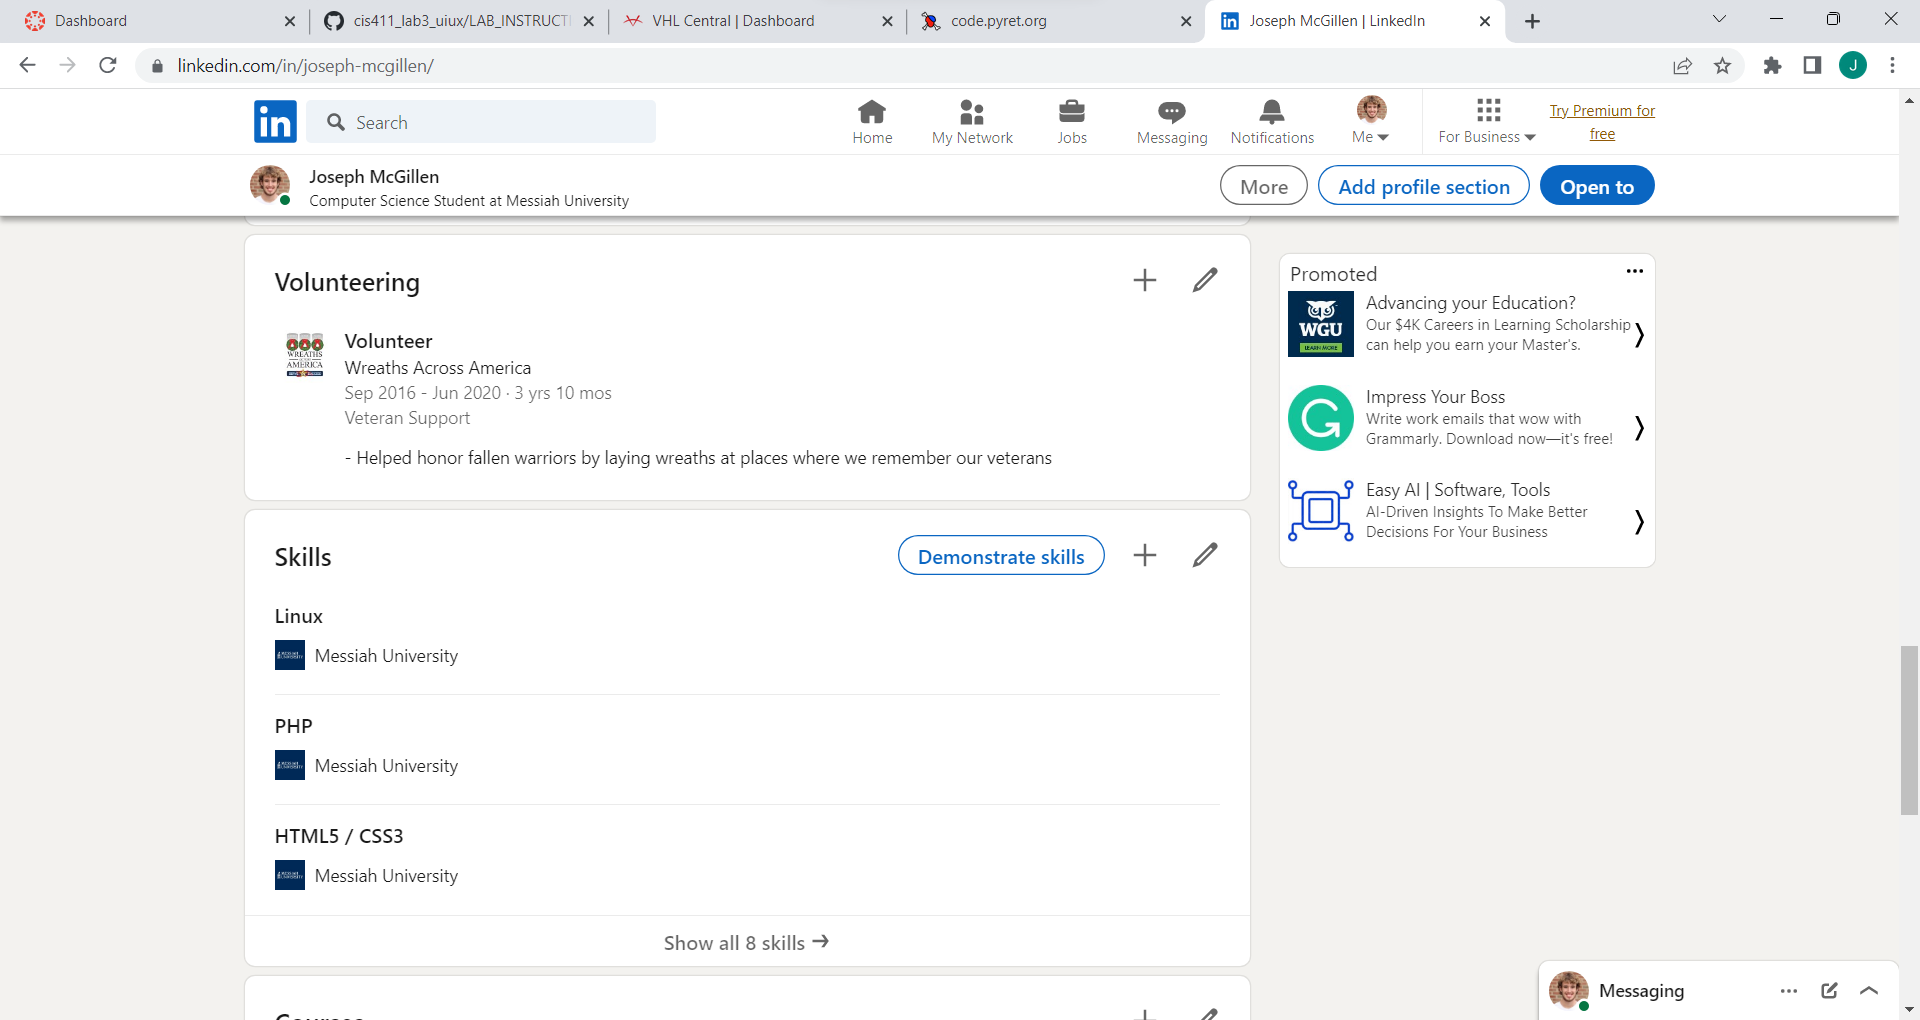 Dashboard
cis411_lab3_uiux/LAB_INSTRUCTI
VHL Central | Dashboard
code.pyret.org
Joseph McGillen | LinkedIn
linkedin.com/in/joseph-mcgillen/
J
in
Search
Home
My Network
Jobs
Messaging
Notifications
Me
For Business
Try Premium for
free
Joseph McGillen
Computer Science Student at Messiah University
More
Add profile section
Open to
Volunteering
WREATHS
AMERICA
Volunteer
Wreaths Across America
Sep 2016 - Jun 2020 · 3 yrs 10 mos
Veteran Support
- Helped honor fallen warriors by laying wreaths at places where we remember our veterans
Promoted
WGU
LEARN MORE
Advancing your Education?
Our $4K Careers in Learning Scholarship
can help you earn your Master's.
Impress Your Boss
Write work emails that wow with
Grammarly. Download now—it's free!
Easy AI | Software, Tools
AI-Driven Insights To Make Better
Decisions For Your Business
Skills
Demonstrate skills
Linux
Messiah University
PHP
Messiah University
HTML5 / CSS3
Messiah University
Show all 8 skills
Messaging